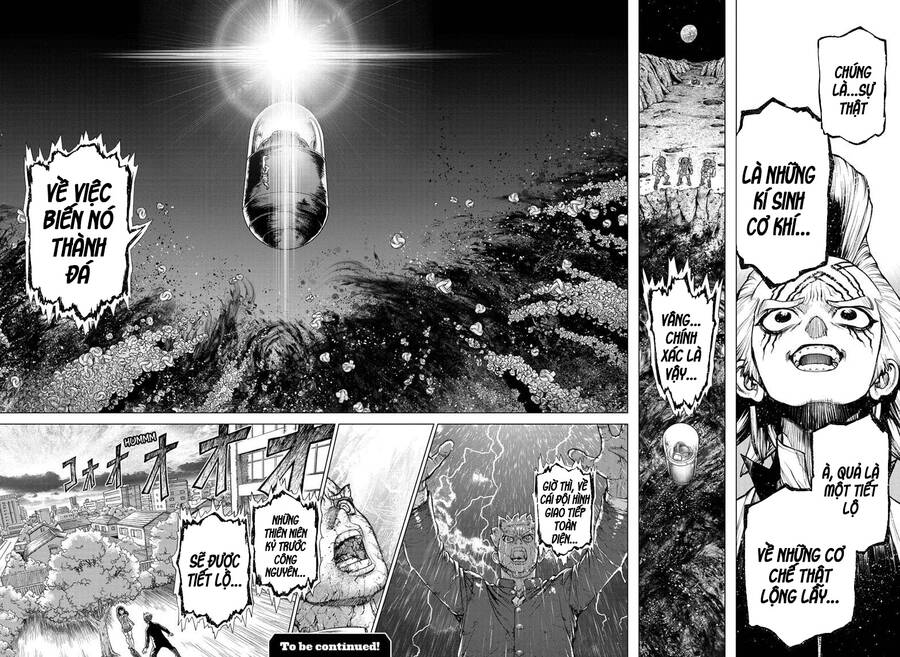 CHÚNG
LÀ...SỰ
THẬT
LÀ NHỮNG
KÍ SINH
CƠ KHÍ...
À, QUẢ LÀ
MỘT TIẾT
LỘ
VỀ NHỮNG CƠ
CHẾ THẬT
LỘNG LẪY...
VÂNG...
CHÍNH
XÁC LÀ
VẬY...
VỀ VIỆC
BIẾN NÓ
THÀNH
ĐÁ
GIỜ THÌ, VỀ
CÁI ĐỘI HÌNH
GIAO TIẾP
TOÀN
DIỆN...
NHỮNG
THIÊN NIÊN
KỶ TRƯỚC
CÔNG
NGUYÊN...
SẼ ĐƯỢC
TIẾT LỘ...
HUMMM
コォオオオオオ
To be continued!